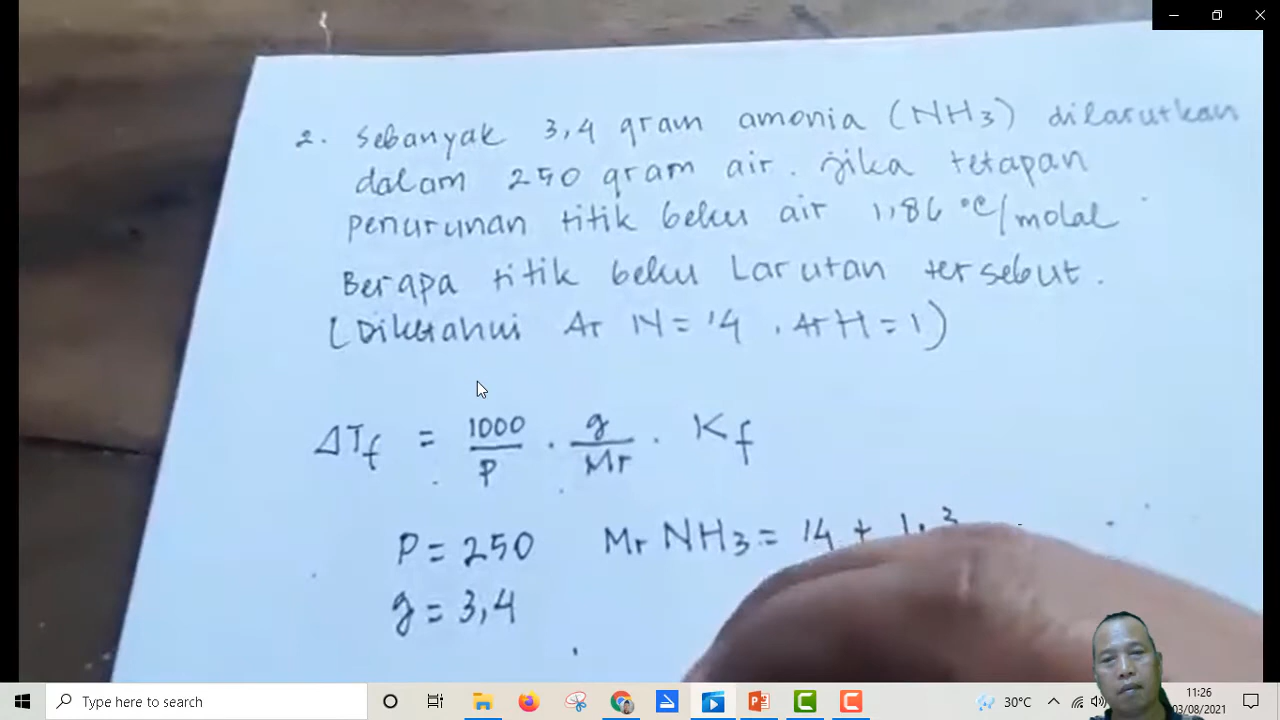 2. Sebanyak 3,4 gram amonia (NH3) dilarutkan
dalam 250 gram air. jika tetapan
penurunan titik beku air 1,86 °C/molal
Berapa titik beku Larutan tersebut.
(Diketahui Ar N = 14 , Ar H = 1)
ΔTf = 1000/P . g/Mr . Kf
P = 250 Mr NH3 = 14 + 1.3
g = 3,4
Type here to search
30°C
11:26
03/08/2021